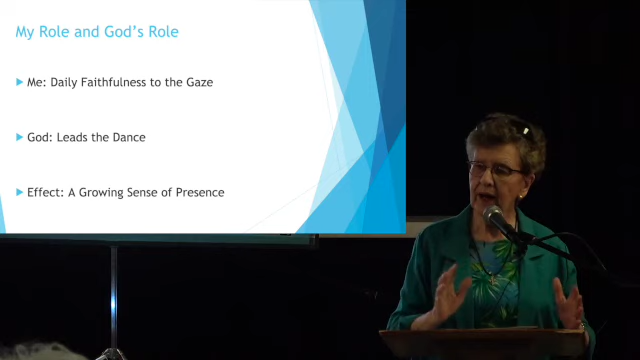 My Role and God's Role
Me: Daily Faithfulness to the Gaze
God: Leads the Dance
Effect: A Growing Sense of Presence